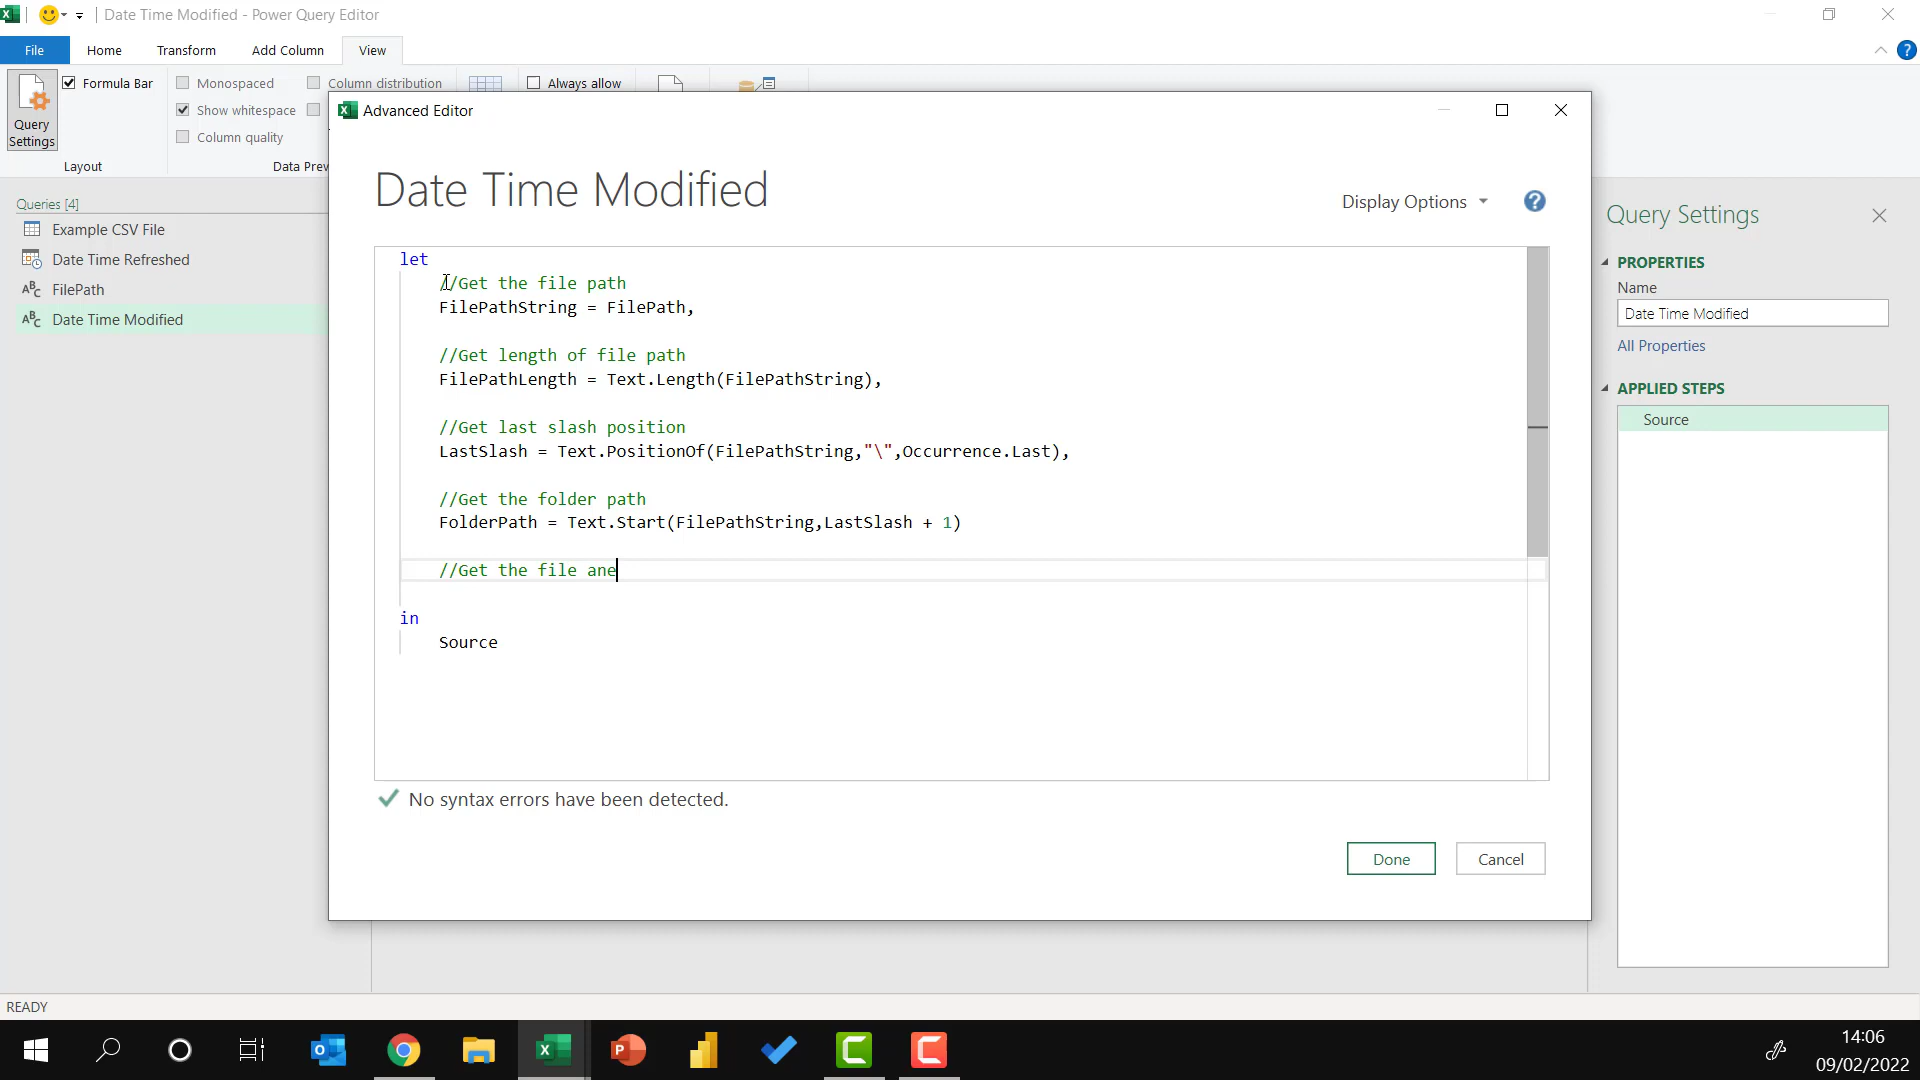 Date Time Modified - Power Query Editor
File Home Transform Add Column View
Formula Bar Monospaced Column distribution Always allow
Show whitespace
Query Settings
Column quality
Layout Data Prev
Advanced Editor
Date Time Modified
Display Options
Queries [4]
Example CSV File
Date Time Refreshed
FilePath
Date Time Modified
let
//Get the file path
FilePathString = FilePath,
//Get length of file path
FilePathLength = Text.Length(FilePathString),
//Get last slash position
LastSlash = Text.PositionOf(FilePathString,"\",Occurrence.Last),
//Get the folder path
FolderPath = Text.Start(FilePathString,LastSlash + 1)
//Get the file ane
in
Source
No syntax errors have been detected.
Done Cancel
Query Settings
PROPERTIES
Name
Date Time Modified
All Properties
APPLIED STEPS
Source
READY
14:06
09/02/2022